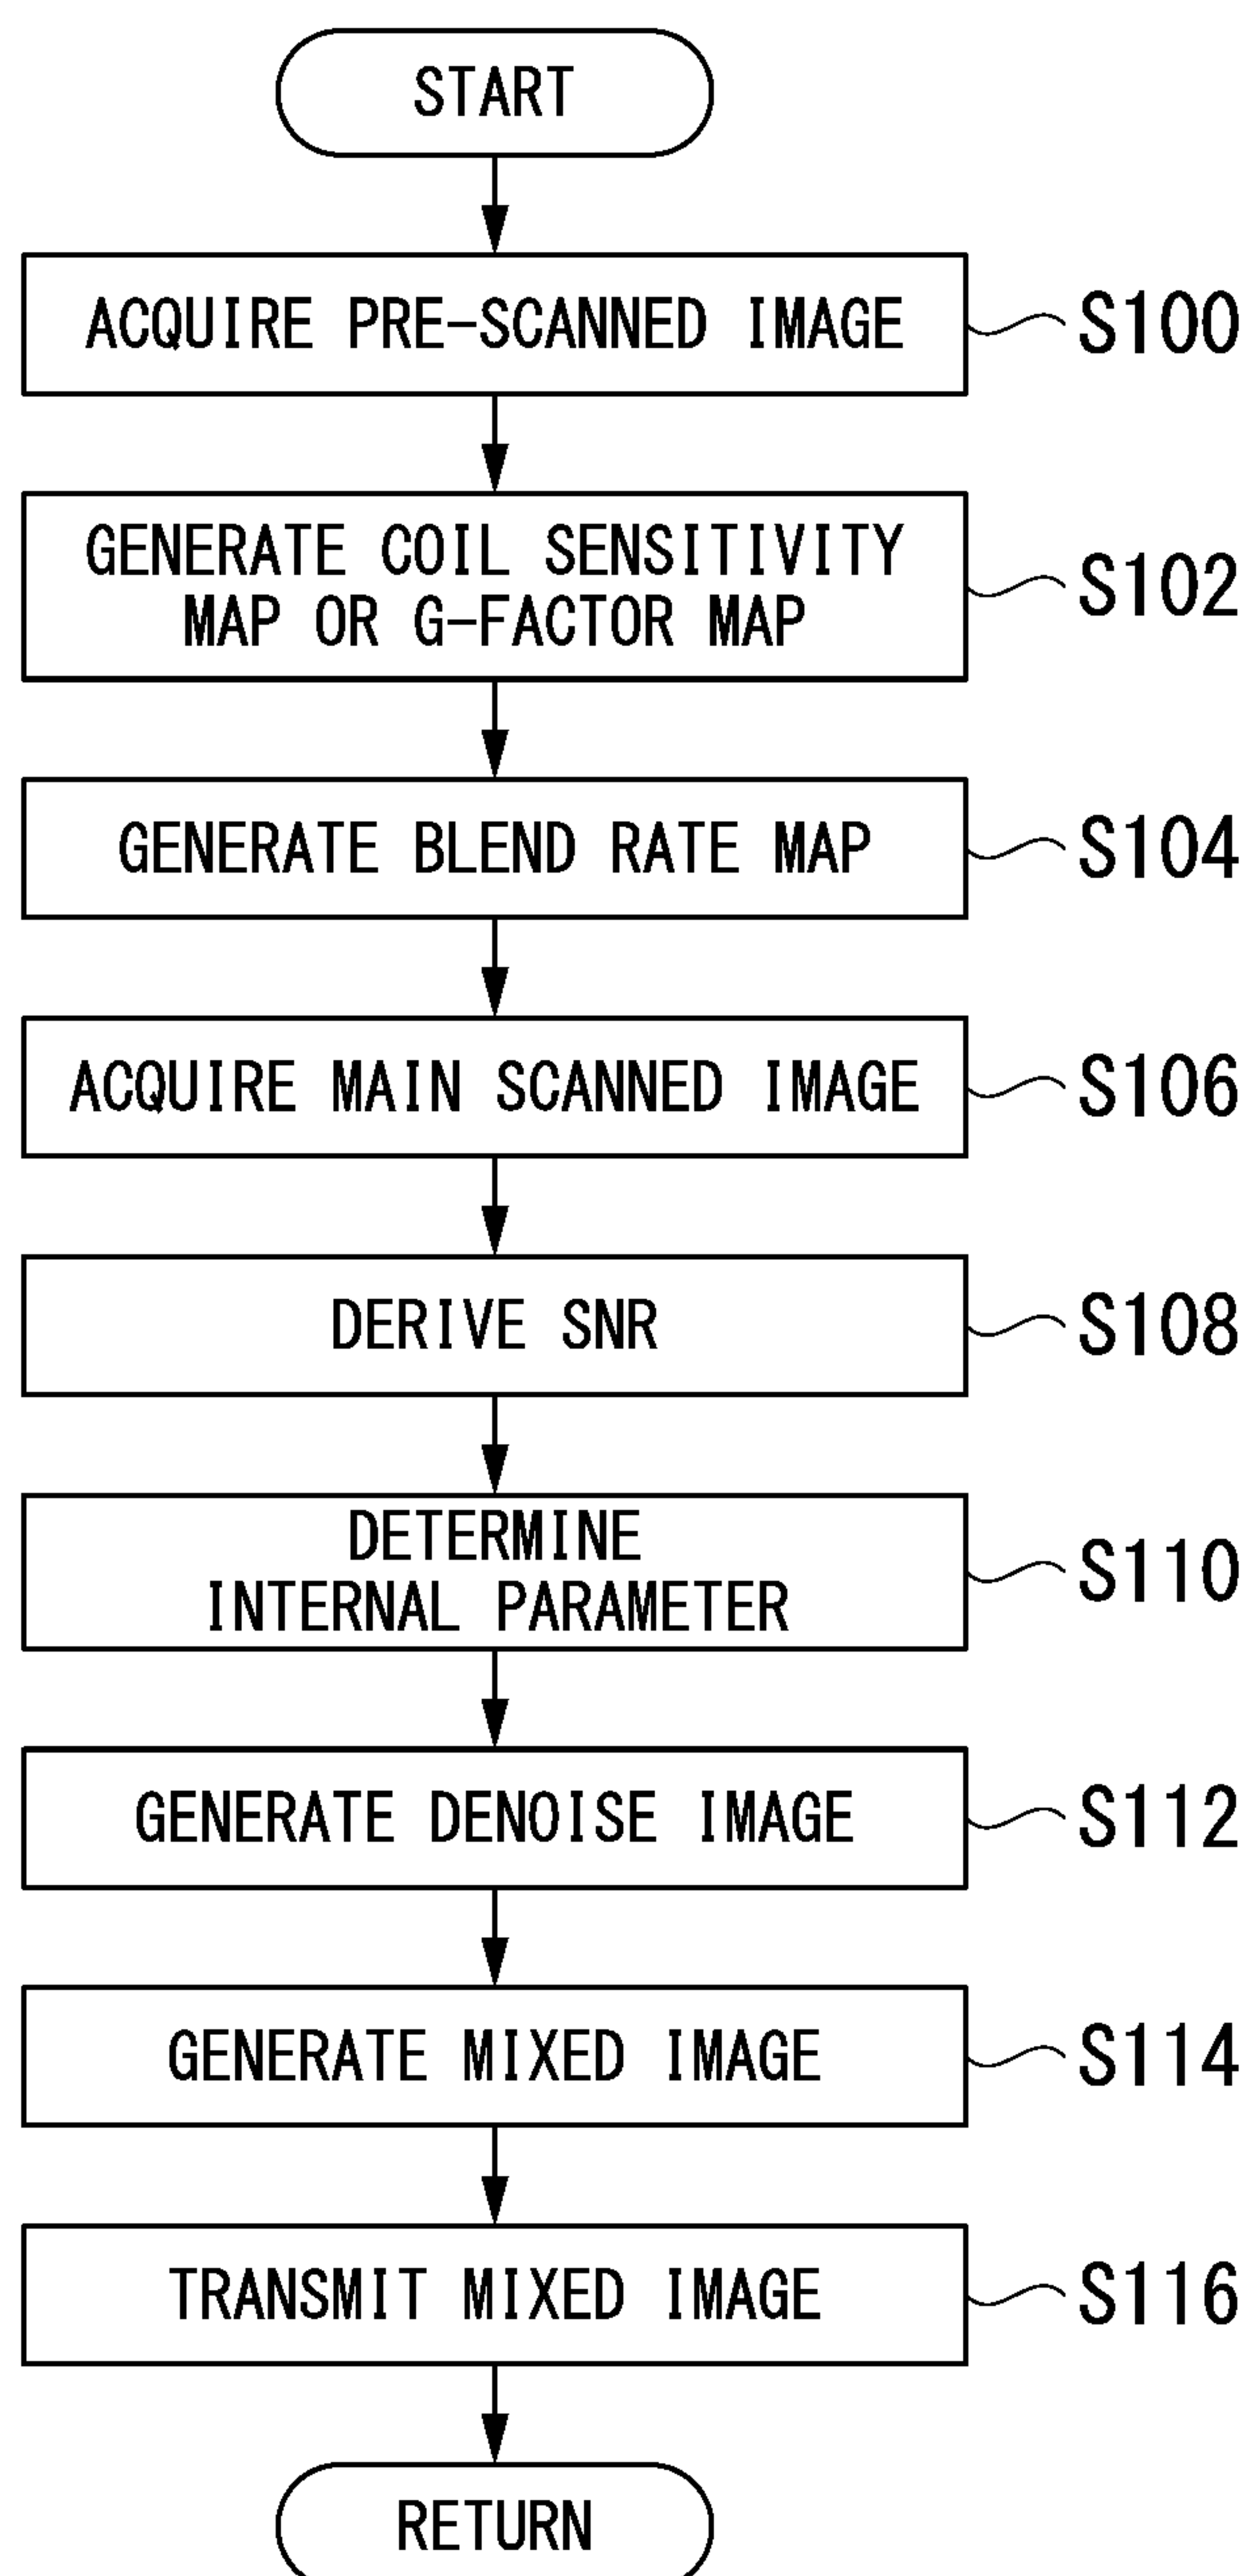 START
ACQUIRE PRE-SCANNED IMAGE
S100
GENERATE COIL SENSITIVITY
MAP OR G-FACTOR MAP
S102
GENERATE BLEND RATE MAP
S104
ACQUIRE MAIN SCANNED IMAGE
S106
DERIVE SNR
S108
DETERMINE
INTERNAL PARAMETER
S110
GENERATE DENOISE IMAGE
S112
GENERATE MIXED IMAGE
S114
TRANSMIT MIXED IMAGE
S116
RETURN